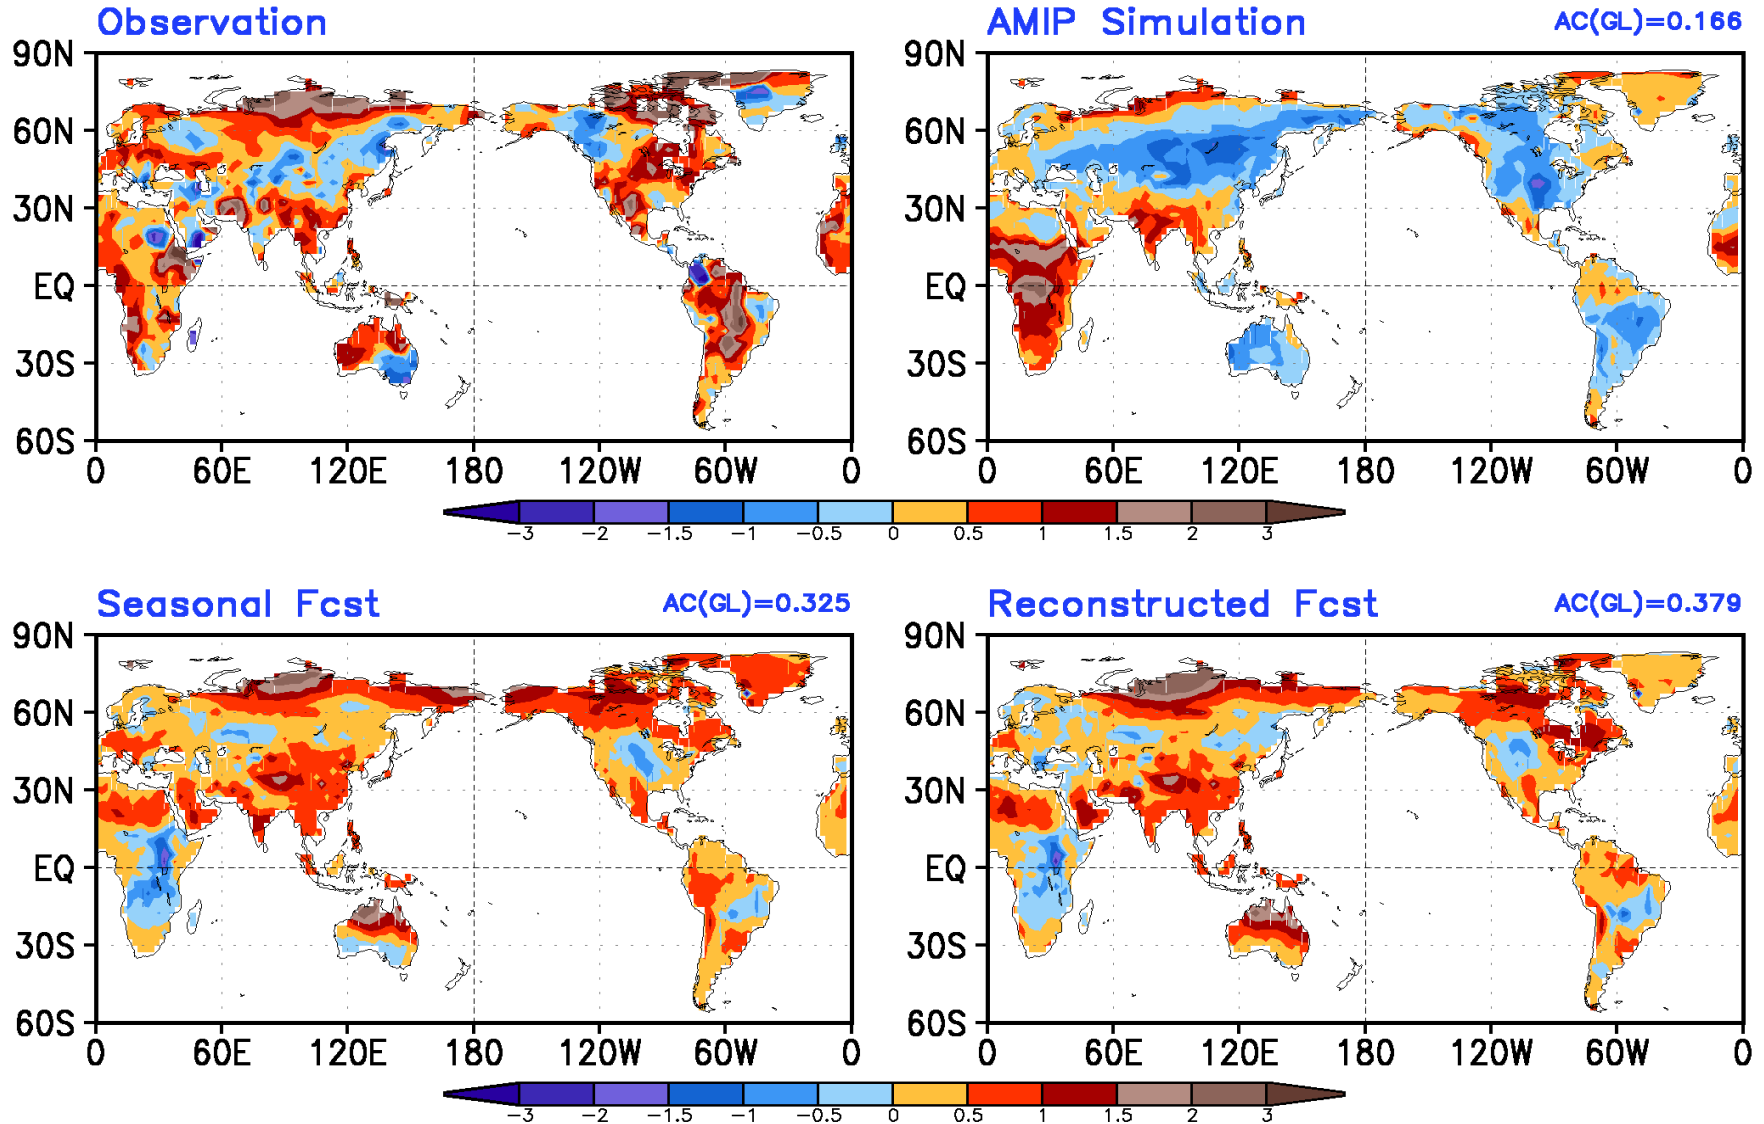 Observation
AMIP Simulation AC(GL)=0.166
90N
60N
30N
EQ
30S
60S
0 60E 120E 180 120W 60W 0
90N
60N
30N
EQ
30S
60S
0 60E 120E 180 120W 60W 0
-3 -2 -1.5 -1 -0.5 0 0.5 1 1.5 2 3
Seasonal Fcst AC(GL)=0.325
Reconstructed Fcst AC(GL)=0.379
90N
60N
30N
EQ
30S
60S
0 60E 120E 180 120W 60W 0
90N
60N
30N
EQ
30S
60S
0 60E 120E 180 120W 60W 0
-3 -2 -1.5 -1 -0.5 0 0.5 1 1.5 2 3